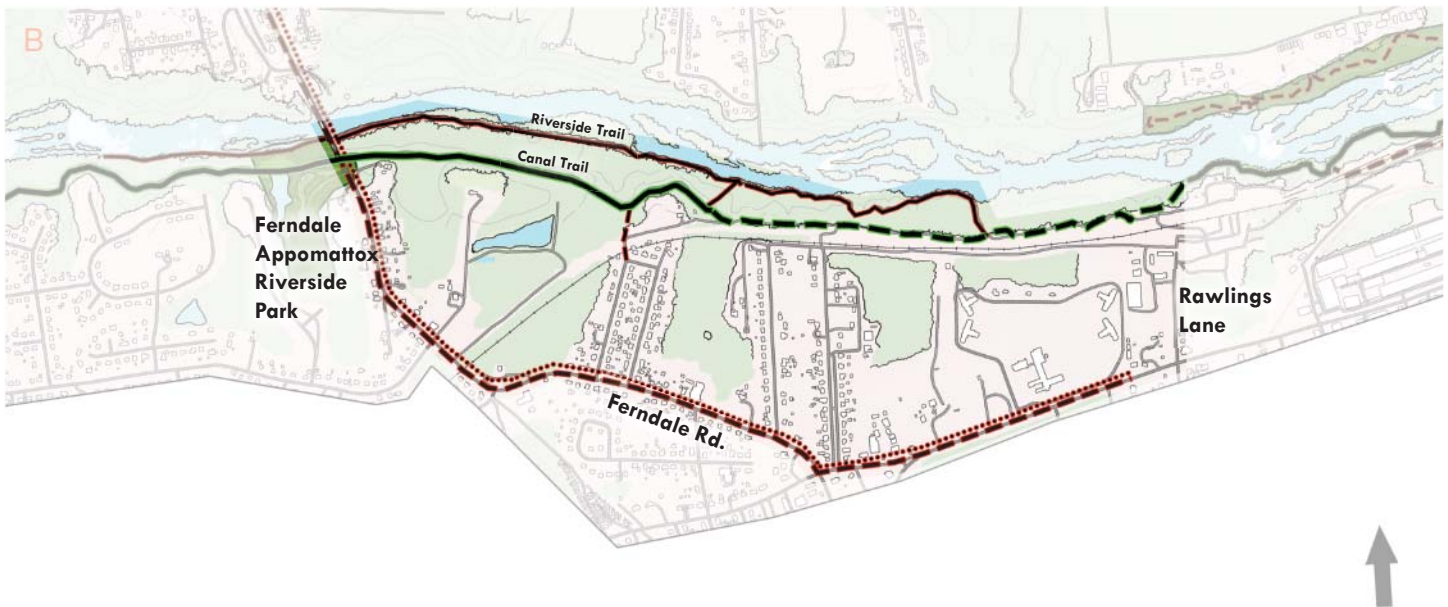 B
Riverside Trail
Canal Trail
Ferndale
Appomattox
Riverside
Park
Rawlings
Lane
Ferndale Rd.